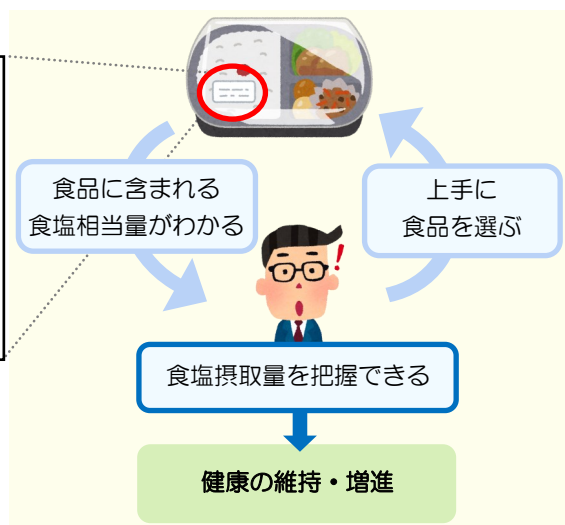 食品に含まれる
食塩相当量がわかる
上手に
食品を選ぶ
食塩摂取量を把握できる
健康の維持・増進